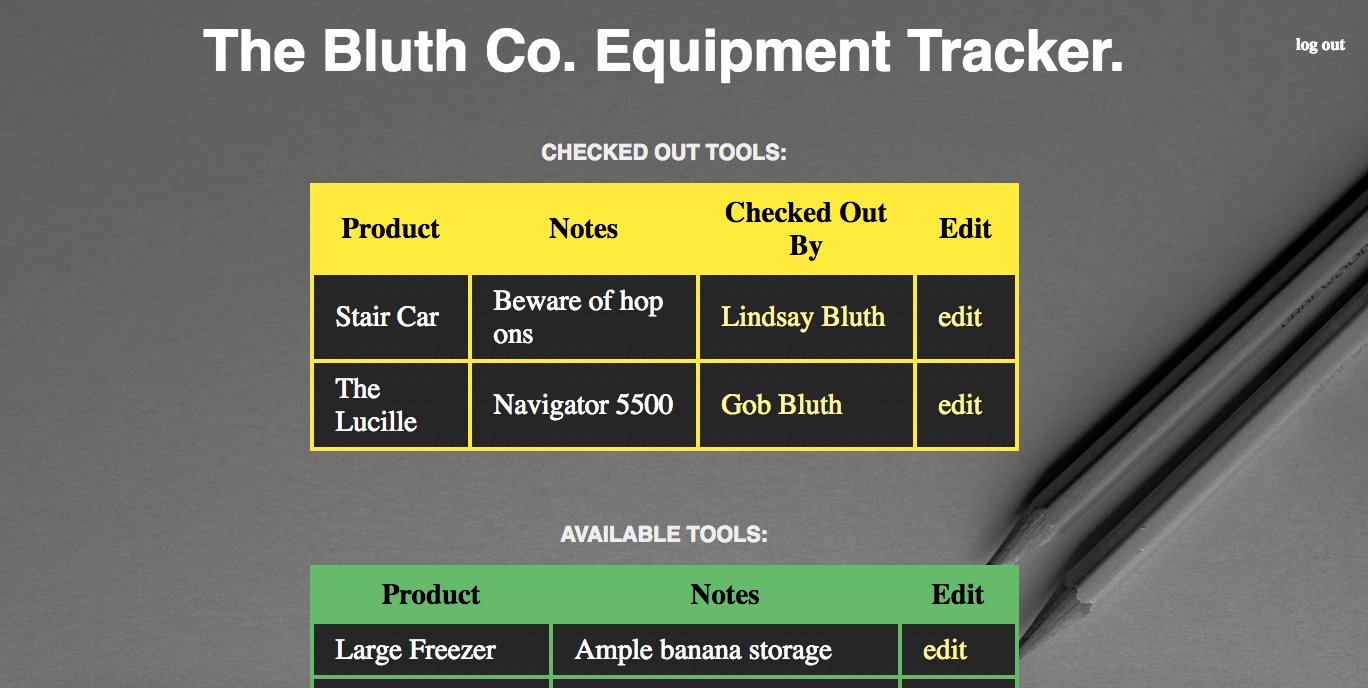 The Bluth Co. Equipment Tracker.
log out
CHECKED OUT TOOLS:
Product Notes Checked Out By Edit
Stair Car Beware of hop ons Lindsay Bluth edit
The Lucille Navigator 5500 Gob Bluth edit
AVAILABLE TOOLS:
Product Notes Edit
Large Freezer Ample banana storage edit